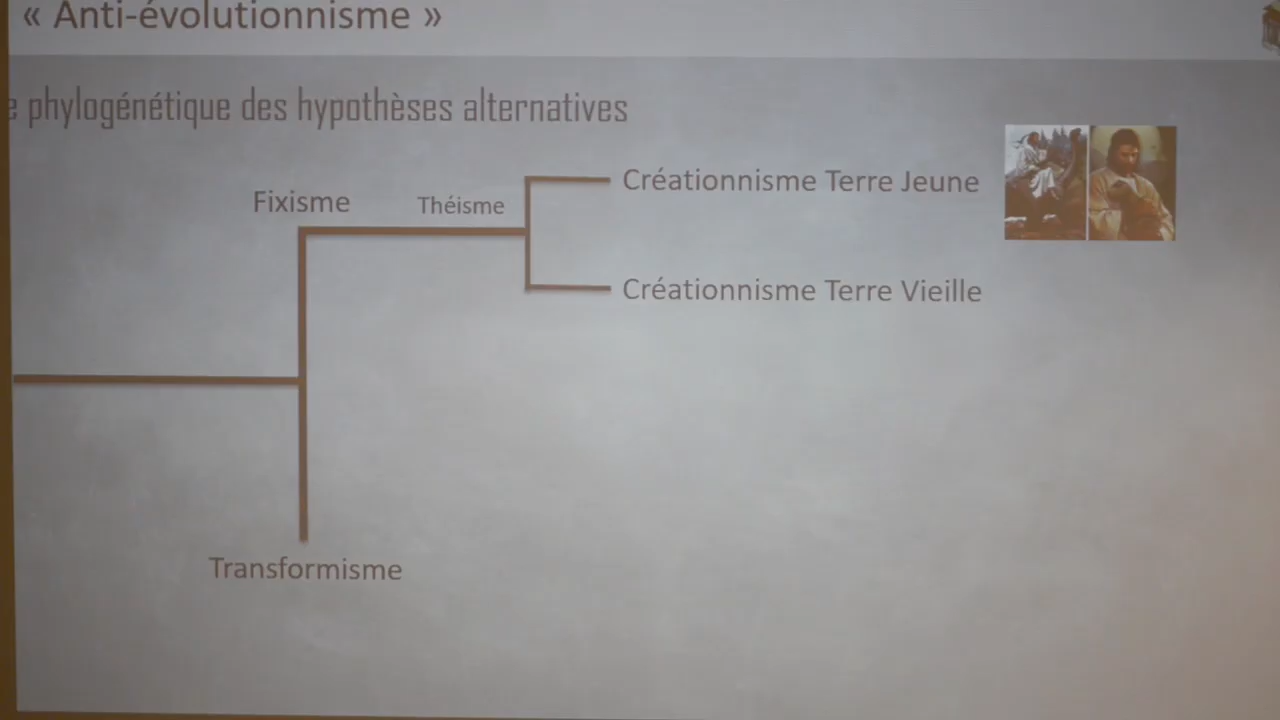 « Anti-évolutionnisme »
e phylogénétique des hypothèses alternatives
Créationnisme Terre Jeune
Fixisme
Théisme
Créationnisme Terre Vieille
Transformisme